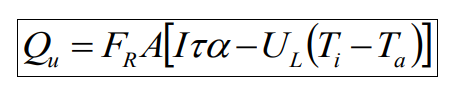 Q_u = F_R A[Iτα − U_L(T_i − T_a)]